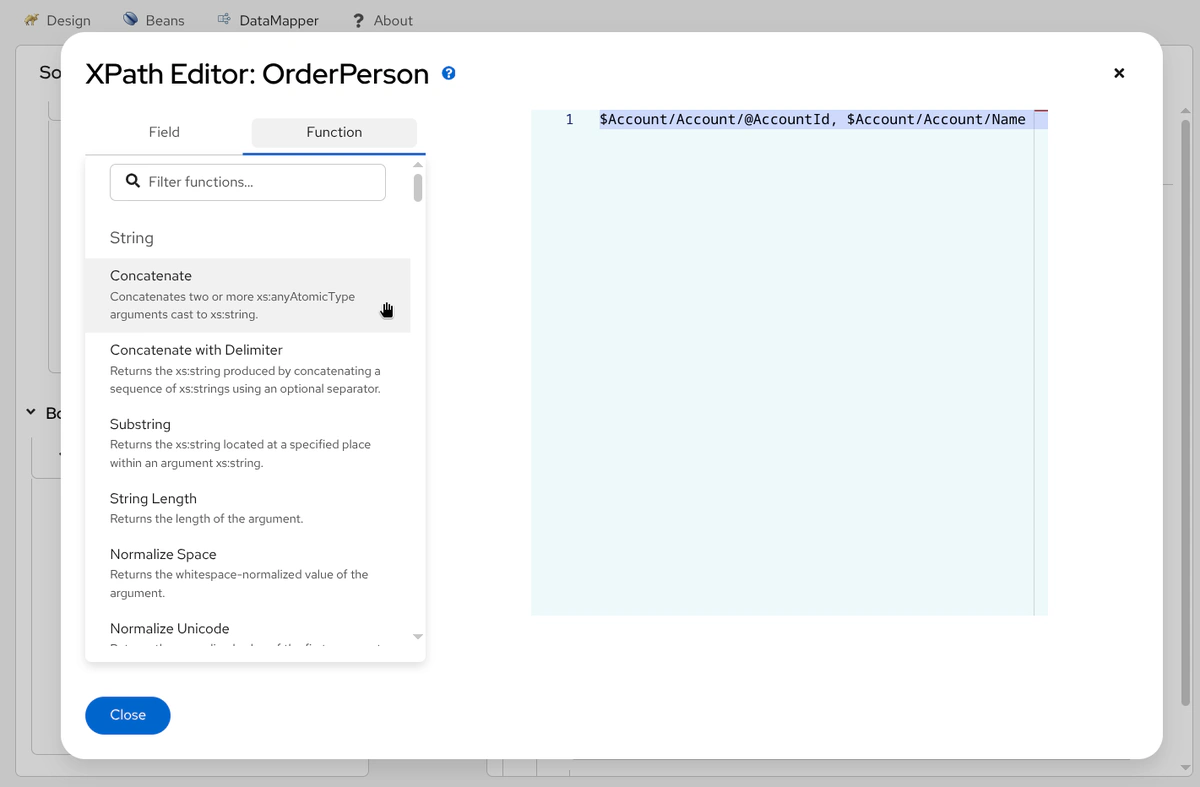 Design Beans DataMapper ? About
So
XPath Editor: OrderPerson
Field Function
1 $Account/Account/@AccountId, $Account/Account/Name
Filter functions...
String
Concatenate
Concatenates two or more xs:anyAtomicType
arguments cast to xs:string.
Concatenate with Delimiter
Returns the xs:string produced by concatenating a
sequence of xs:strings using an optional separator.
Bo
Substring
Returns the xs:string located at a specified place
within an argument xs:string.
String Length
Returns the length of the argument.
Normalize Space
Returns the whitespace-normalized value of the
argument.
Normalize Unicode
Close